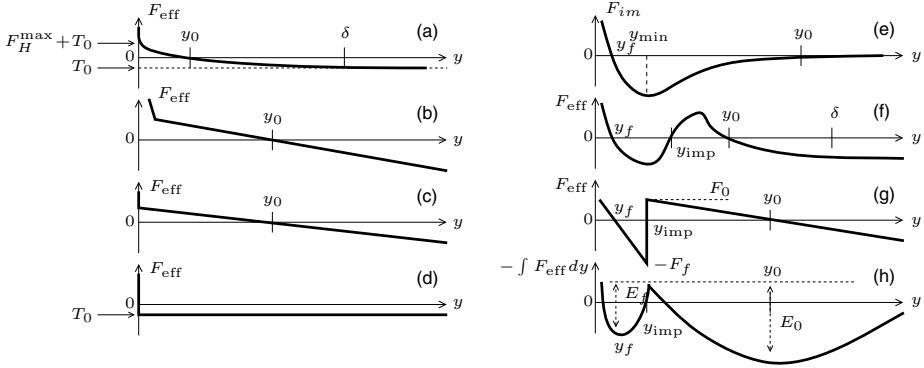 F_eff
F_H^max + T_0
y_0
δ
(a)
0
y
T_0
F_eff
(b)
y_0
0
y
F_eff
(c)
y_0
0
y
F_eff
(d)
0
y
T_0
F_im
(e)
y_min
y_f
y_0
0
y
F_eff
(f)
y_0
δ
y_f
0
y
y_imp
F_eff
F_0
(g)
y_0
y_f
0
y
y_imp
−F_f
− ∫ F_eff dy
y_0
(h)
E_f
0
y
y_imp
E_0
y_f